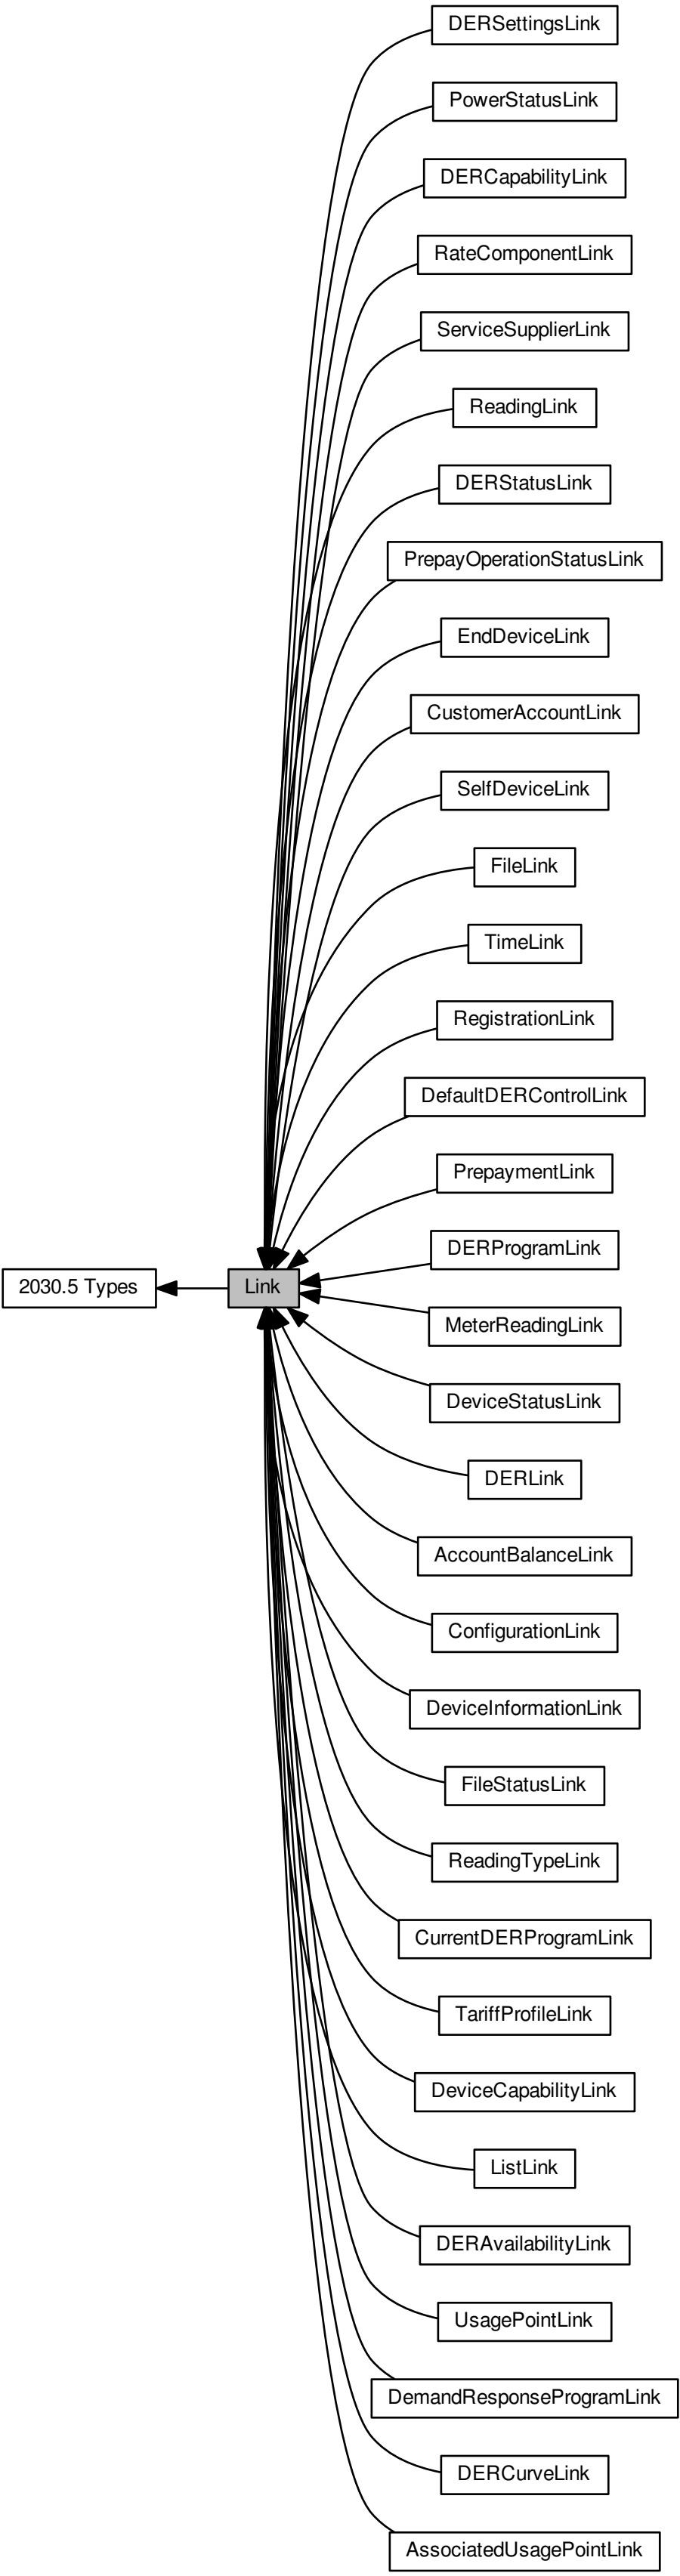 DERSettingsLink
PowerStatusLink
DERCapabilityLink
RateComponentLink
ServiceSupplierLink
ReadingLink
DERStatusLink
PrepayOperationStatusLink
EndDeviceLink
CustomerAccountLink
SelfDeviceLink
FileLink
TimeLink
RegistrationLink
DefaultDERControlLink
PrepaymentLink
DERProgramLink
2030.5 Types
Link
MeterReadingLink
DeviceStatusLink
DERLink
AccountBalanceLink
ConfigurationLink
DeviceInformationLink
FileStatusLink
ReadingTypeLink
CurrentDERProgramLink
TariffProfileLink
DeviceCapabilityLink
ListLink
DERAvailabilityLink
UsagePointLink
DemandResponseProgramLink
DERCurveLink
AssociatedUsagePointLink